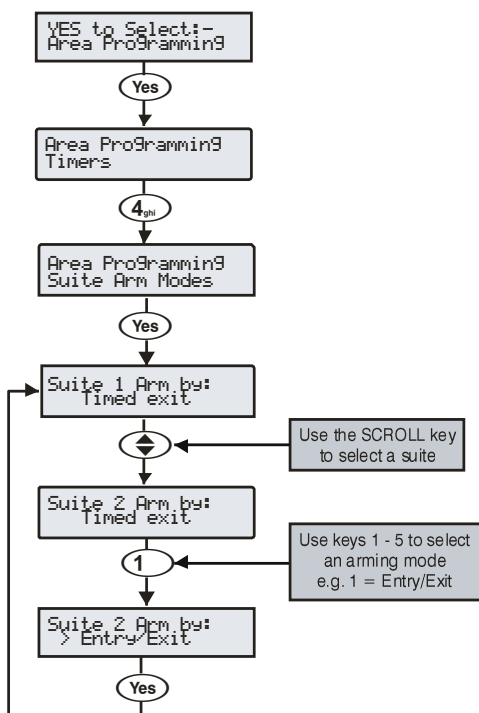 YES to Select:-
Area Programming
Yes
Area Programming
Timers
4ghi
Area Programming
Suite Arm Modes
Yes
Suite 1 Arm by:
Timed exit
Use the SCROLL key
to select a suite
Suite 2 Arm by:
Timed exit
Use keys 1 - 5 to select
an arming mode
e.g. 1 = Entry/Exit
1
Suite 2 Arm by:
> Entry/Exit
Yes